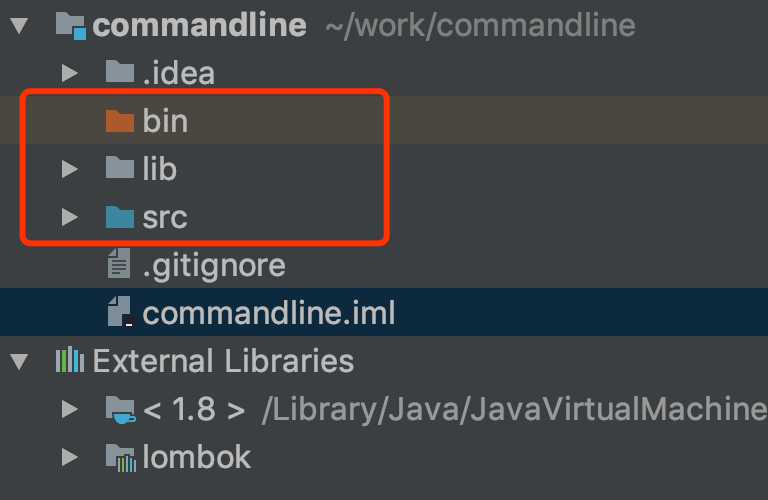 commandline ~/work/commandline
.idea
bin
lib
src
.gitignore
commandline.iml
External Libraries
< 1.8 > /Library/Java/JavaVirtualMachine
lombok